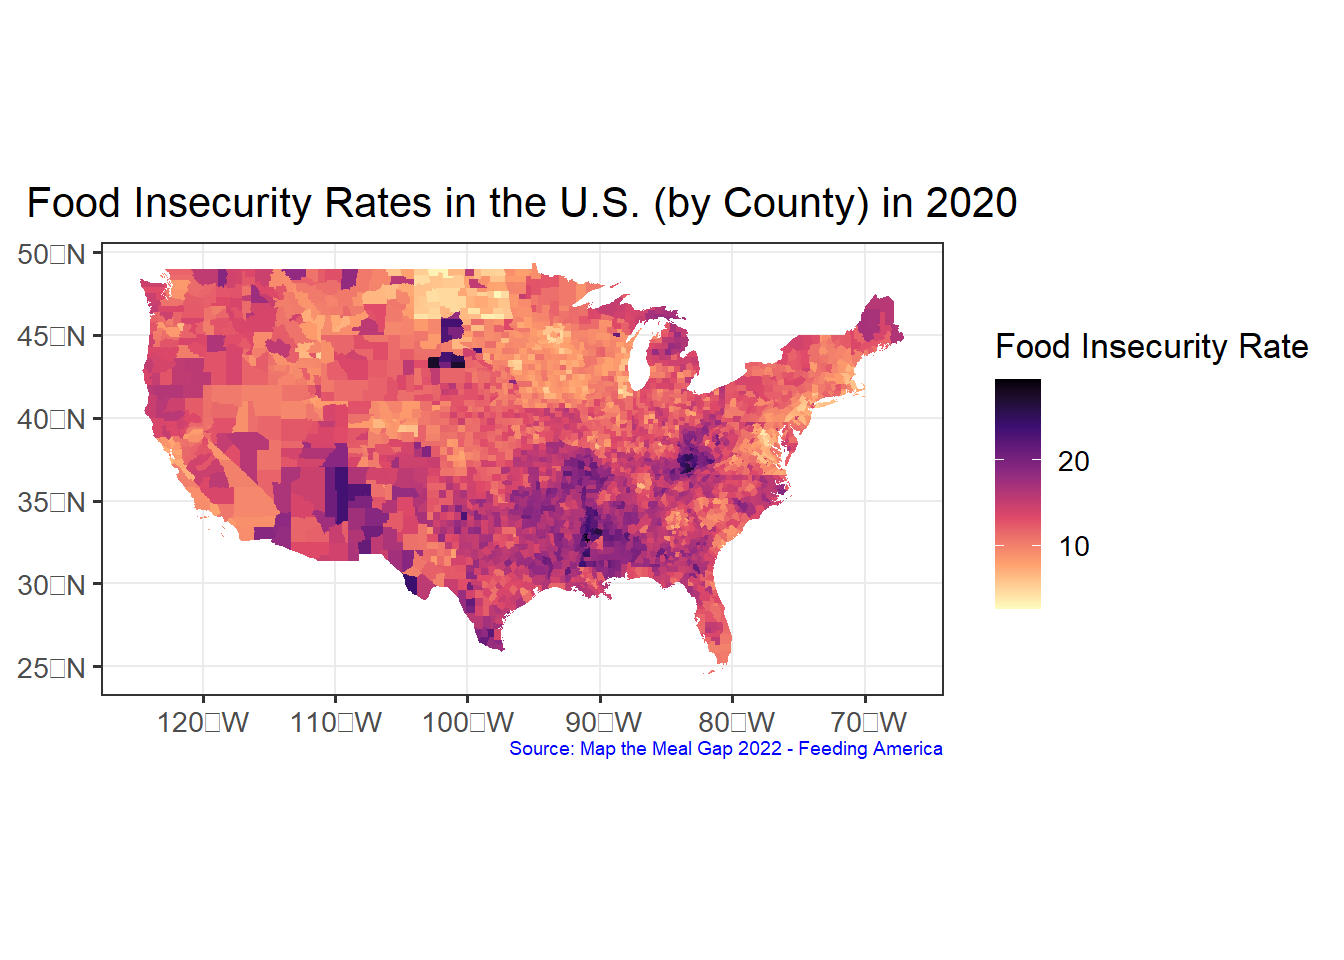 Food Insecurity Rates in the U.S. (by County) in 2020
50□N
45□N
40□N
35□N
30□N
25□N
120□W 110□W 100□W 90□W 80□W 70□W
Source: Map the Meal Gap 2022 - Feeding America
Food Insecurity Rate
20
10